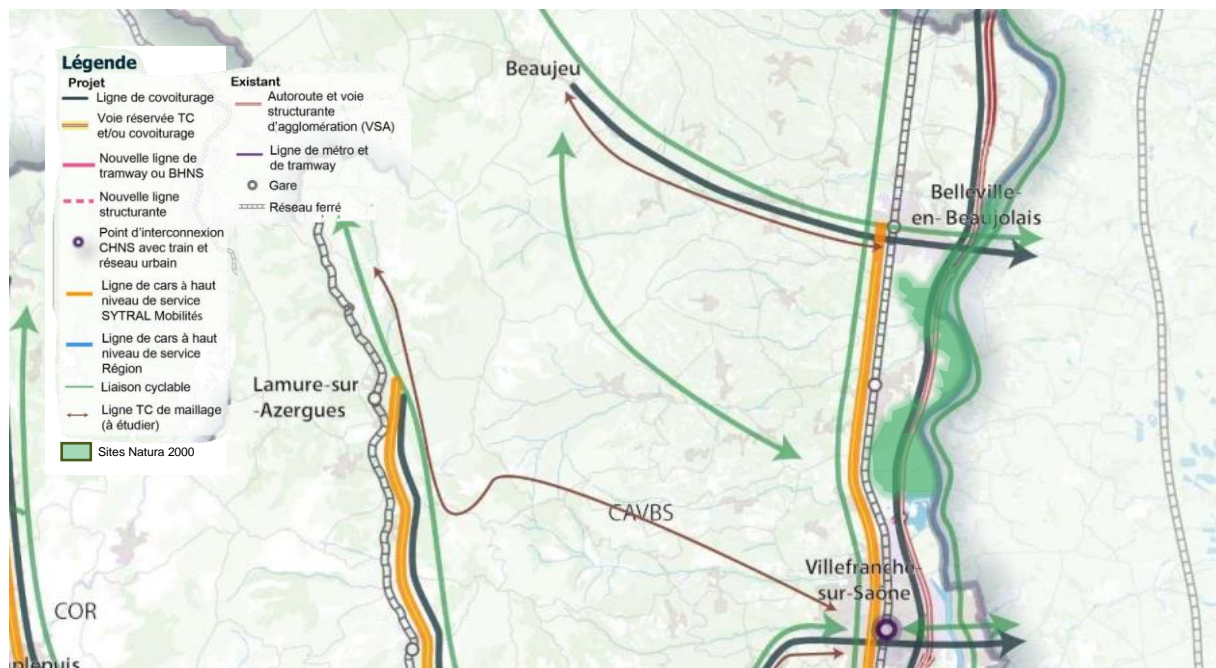 Légende
Projet
Ligne de covoiturage
Voie réservée TC
et/ou covoiturage
Nouvelle ligne de
tramway ou BHNS
Nouvelle ligne
structurante
Point d'interconnexion
CHNS avec train et
réseau urbain
Ligne de cars à haut
niveau de service
SYTRAL Mobilités
Ligne de cars à haut
niveau de service
Région
Liaison cyclable
Ligne TC de maillage
(à étudier)
Sites Natura 2000
Existant
Autoroute et voie
structurante
d'agglomération (VSA)
Ligne de métro et
de tramway
Gare
Réseau ferré
Beaujeu
Belleville-
en- Beaujolais
Lamure-sur
-Azergues
CAVBS
Villefranche-
sur-Saône
COR